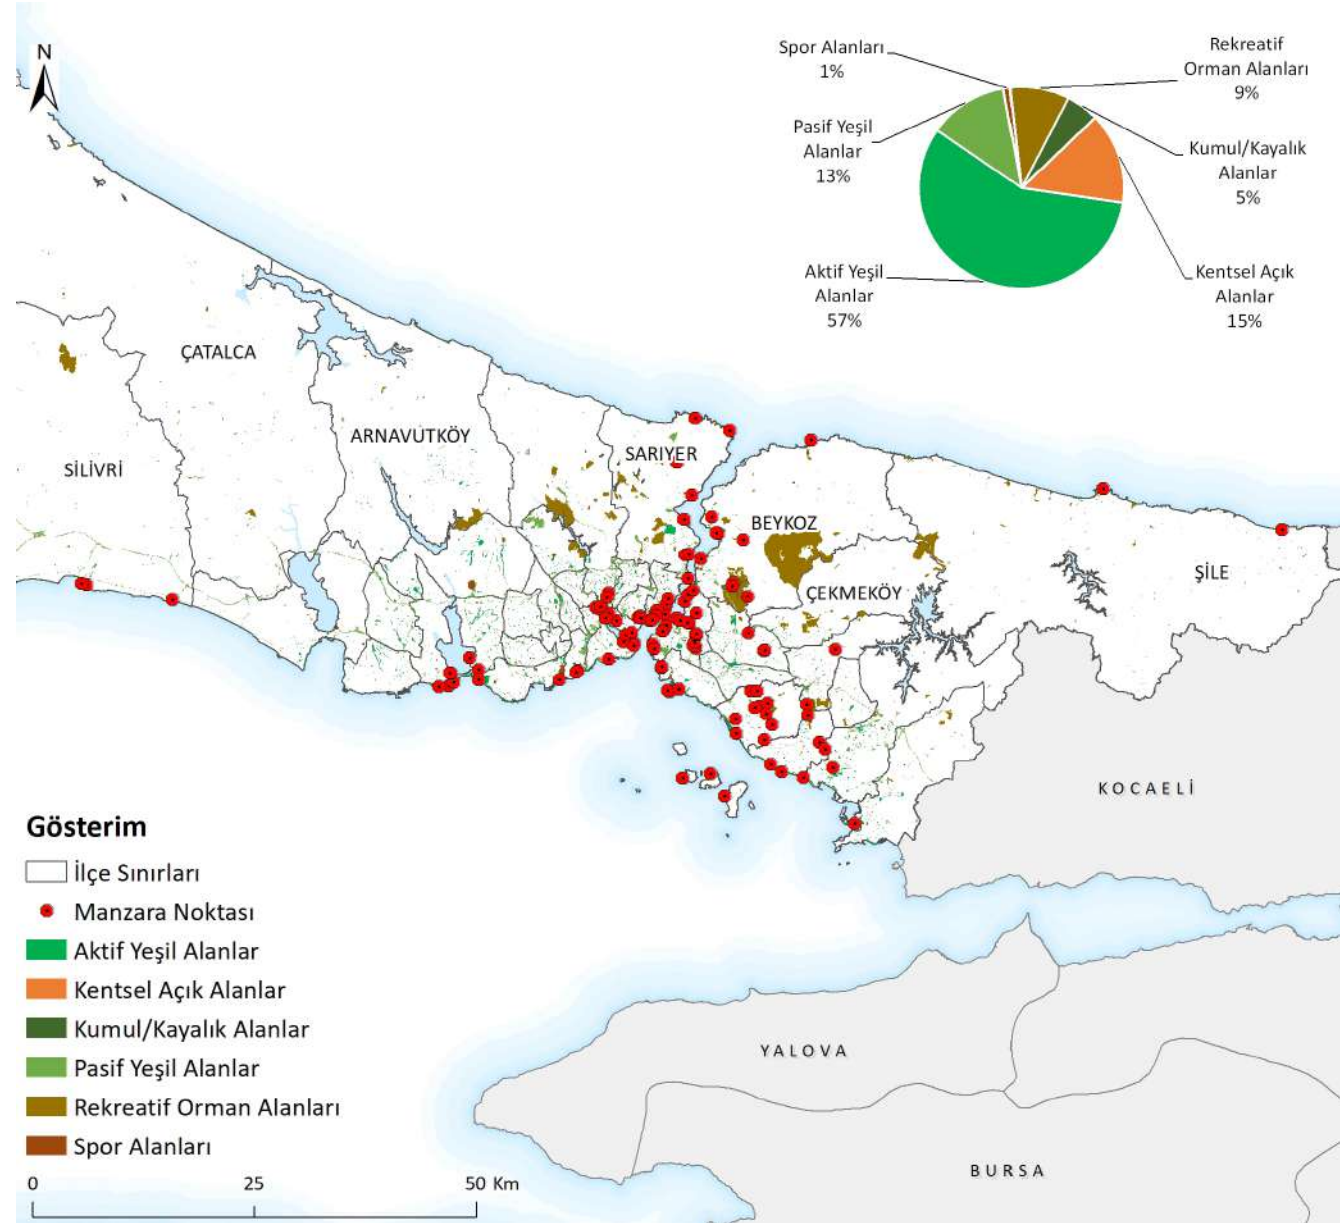 N
Spor Alanları
1%
Rekreatif
Orman Alanları
9%
Pasif Yeşil
Alanlar
13%
Kumul/Kayalık
Alanlar
5%
Aktif Yeşil
Alanlar
57%
Kentsel Açık
Alanlar
15%
ÇATALCA
ARNAVUTKÖY
SİLİVRİ
SARIYER
BEYKOZ
ÇEKMEKÖY
ŞİLE
KOCAELİ
YALOVA
BURSA
Gösterim
İlçe Sınırları
Manzara Noktası
Aktif Yeşil Alanlar
Kentsel Açık Alanlar
Kumul/Kayalık Alanlar
Pasif Yeşil Alanlar
Rekreatif Orman Alanları
Spor Alanları
0 25 50 Km